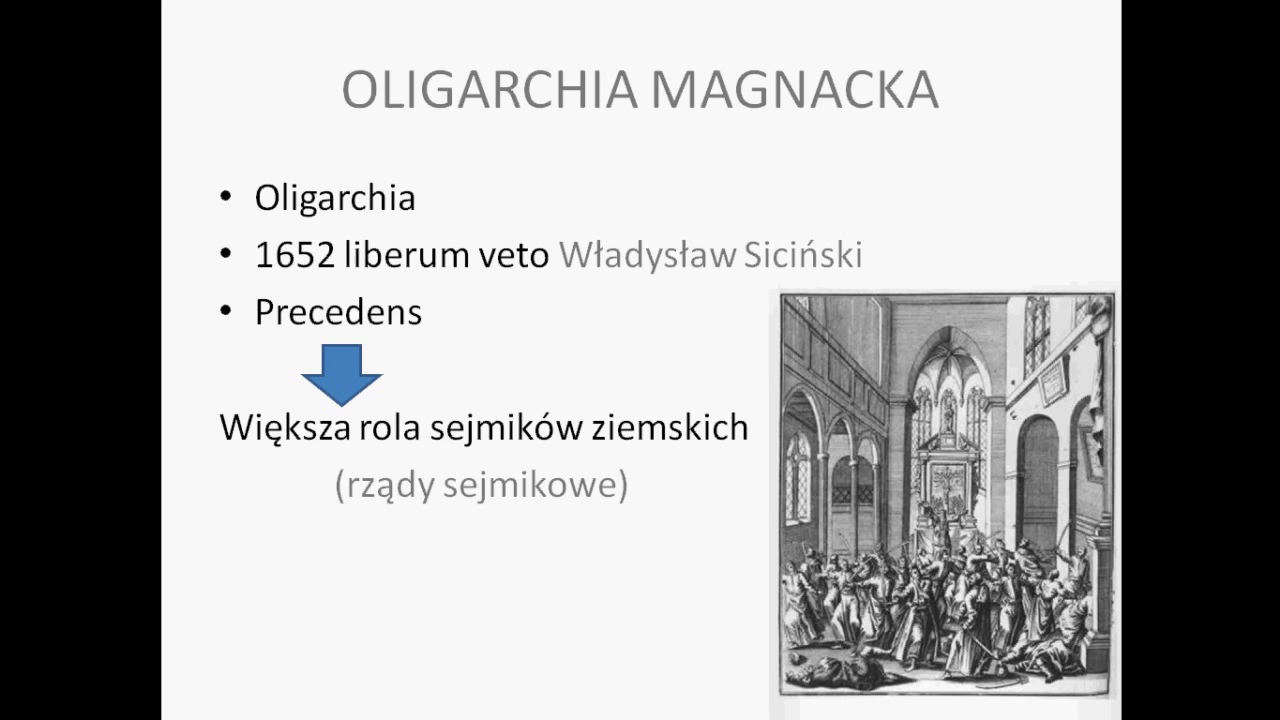 OLIGARCHIA MAGNACKA
• Oligarchia
• 1652 liberum veto Władysław Siciński
• Precedens
Większa rola sejmików ziemskich
(rządy sejmikowe)